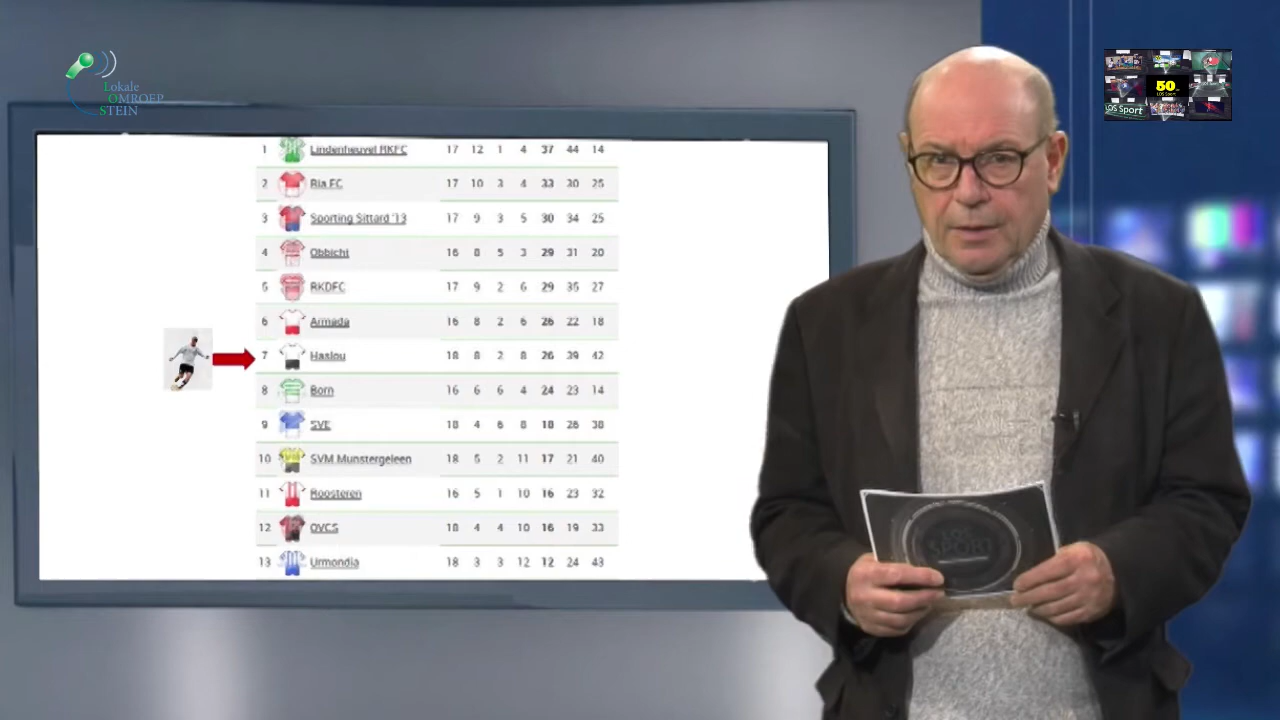 Lokale
OMROEP
STEIN
50
LOS Sport
LOS Sport
1 Lindenheuvel RKFC 17 12 1 4 37 44 14
2 Ria FC 17 10 3 4 33 30 25
3 Sporting Sittard '13 17 9 3 5 30 34 25
4 Obbicht 16 8 5 3 29 31 20
5 RKDFC 17 9 2 6 29 35 27
6 Armada 16 8 2 6 26 22 18
7 Haslou 18 8 2 8 26 39 42
8 Born 16 6 6 4 24 23 14
9 SVE 18 4 6 8 18 26 38
10 SVM Munstergeleen 18 5 2 11 17 21 40
11 Roosteren 16 5 1 10 16 23 32
12 OVCS 18 4 4 10 16 19 33
13 Urmondia 18 3 3 12 12 24 43
LOS
SPORT